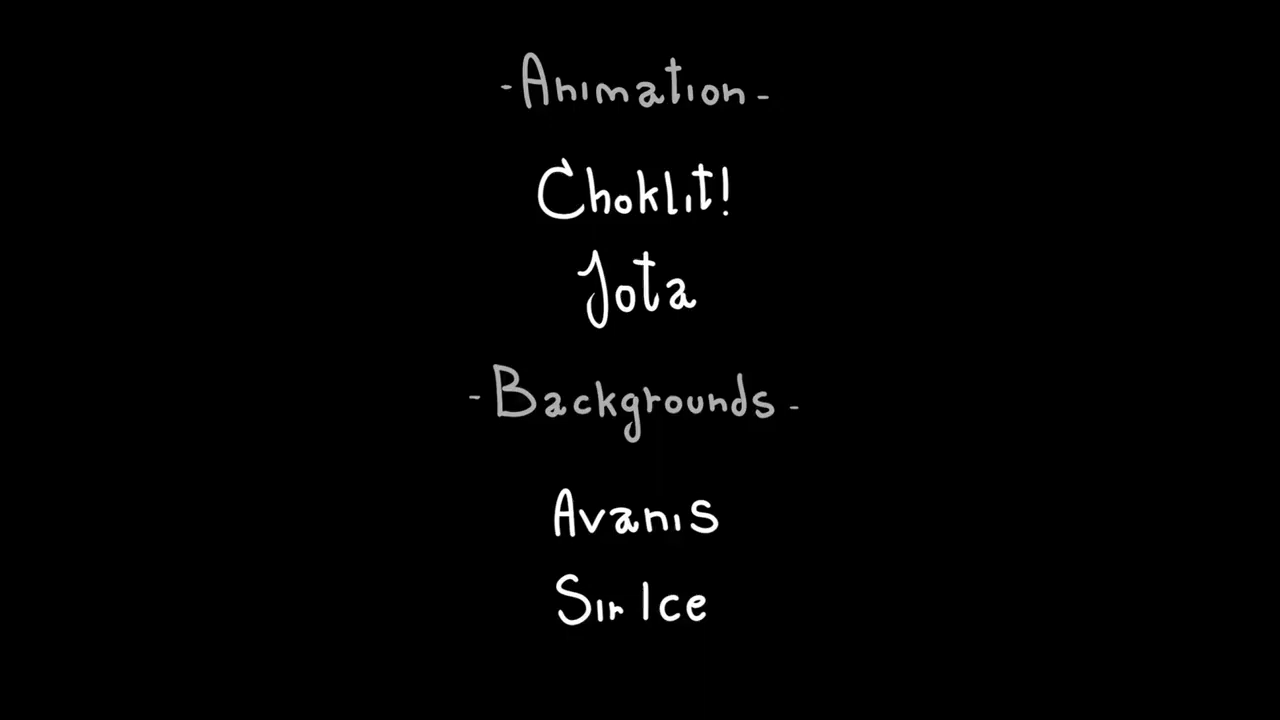 - Animation -
Choklit!
Jota
- Backgrounds -
Avanis
Sir Ice